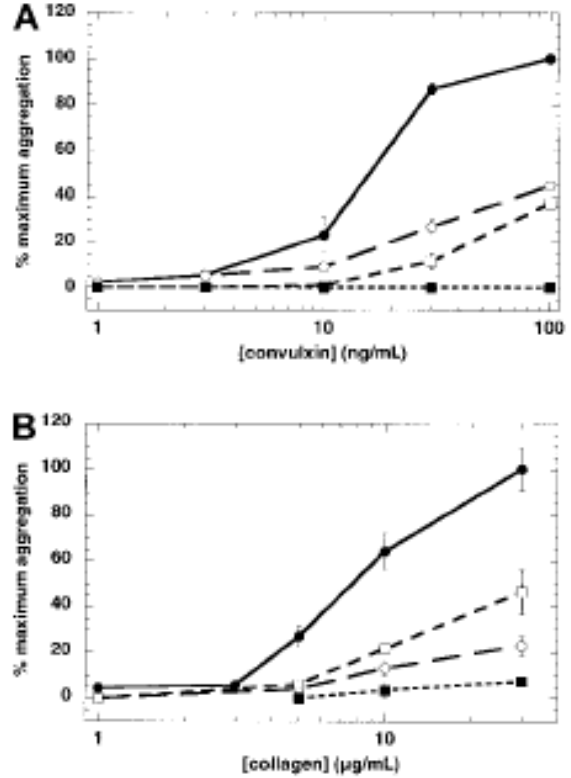 A
120
100
80
60
40
20
0
% maximum aggregation
1 10 100
[convulxin] (ng/mL)
B
120
100
80
60
40
20
0
% maximum aggregation
1 10
[collagen] (µg/mL)